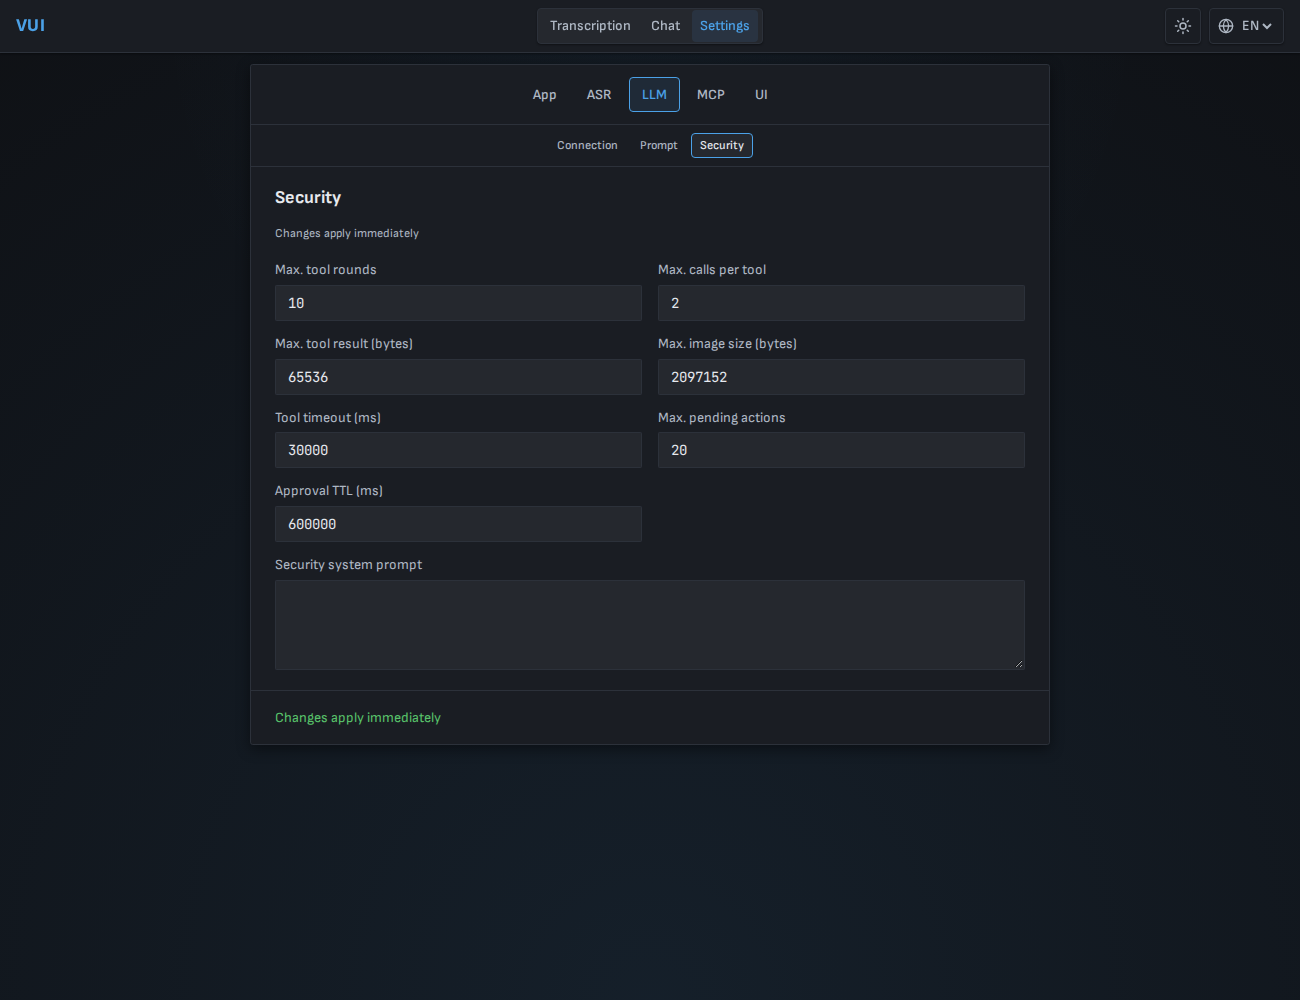 VUI
Transcription Chat Settings
EN
App ASR LLM MCP UI
Connection Prompt Security
Security
Changes apply immediately
Max. tool rounds
10
Max. calls per tool
2
Max. tool result (bytes)
65536
Max. image size (bytes)
2097152
Tool timeout (ms)
30000
Max. pending actions
20
Approval TTL (ms)
600000
Security system prompt
Changes apply immediately